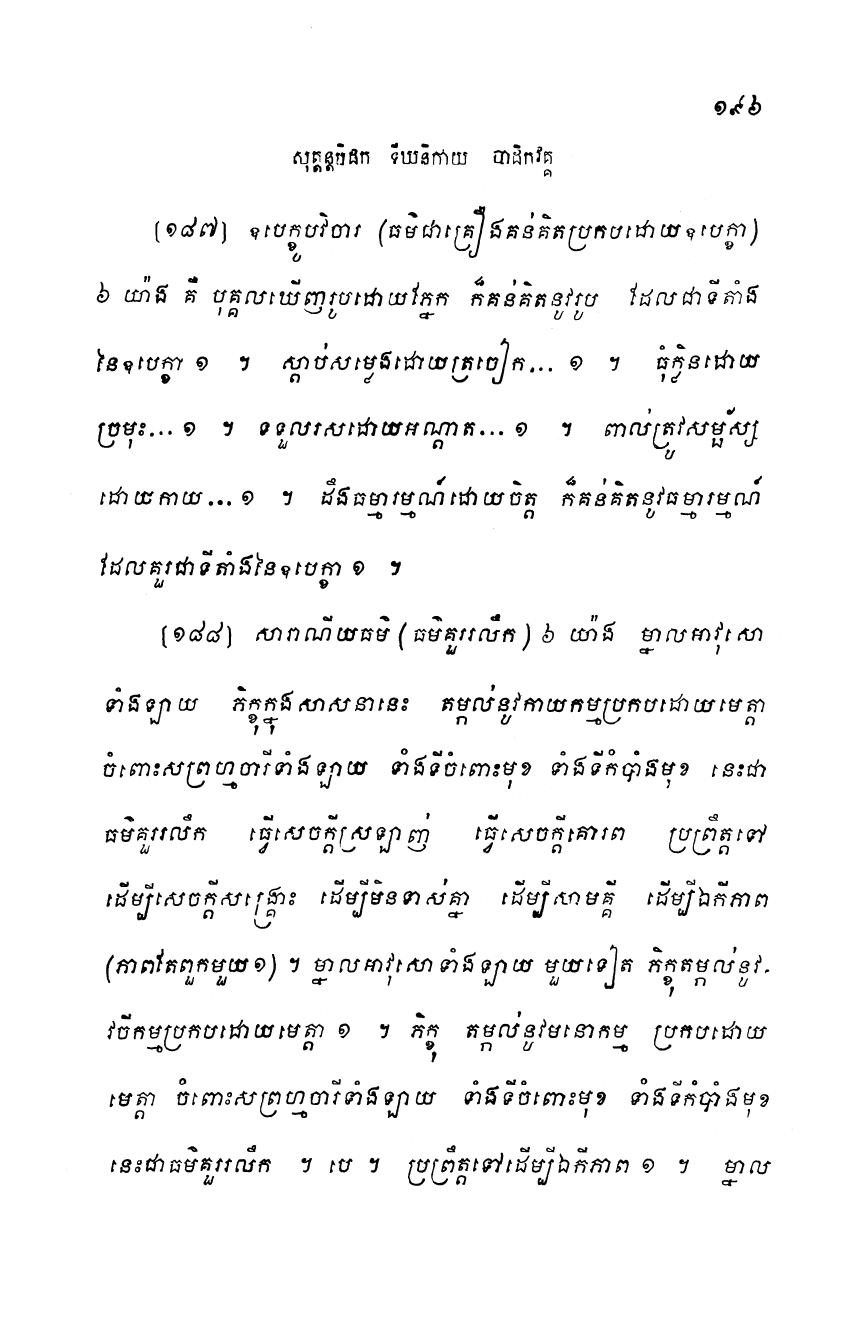 ១៩៦
សុត្តន្តបិដក ទីឃនិកាយ បាដិកវគ្គ
(១៨៧) ឧបេក្ខូបវិចារ (ធម៌ជាគ្រឿងគន់គិតប្រកបដោយឧបេក្ខា)
៦ យ៉ាង គឺ បុគ្គលឃើញរូបដោយភ្នែក ក៏គន់គិតនូវរូប ដែលជាទីតាំង
នៃឧបេក្ខា ១ ។ ស្តាប់សម្លេងដោយត្រចៀក... ១ ។ ធុំក្លិនដោយ
ច្រមុះ... ១ ។ ទទួលរសដោយអណ្តាត... ១ ។ ពាល់ត្រូវសម្ផ័ស្ស
ដោយកាយ... ១ ។ ដឹងធម្មារម្មណ៍ដោយចិត្ត ក៏គន់គិតនូវធម្មារម្មណ៍
ដែលគួរជាទីតាំងនៃឧបេក្ខា ១ ។
(១៨៨) សារាណីយធម៌ (ធម៌គួររលឹក) ៦ យ៉ាង ម្នាលអាវុសោ
ទាំងឡាយ ភិក្ខុក្នុងសាសនានេះ តម្កល់នូវកាយកម្មប្រកបដោយមេត្តា
ចំពោះសព្រហ្មចារីទាំងឡាយ ទាំងទីចំពោះមុខ ទាំងទីកំបាំងមុខ នេះជា
ធម៌គួររលឹក ធ្វើសេចក្តីស្រឡាញ់ ធ្វើសេចក្តីគោរព ប្រព្រឹត្តទៅ
ដើម្បីសេចក្តីសង្គ្រោះ ដើម្បីមិនទាស់គ្នា ដើម្បីសាមគ្គី ដើម្បីឯកីភាព
(ភាពតែពួកមួយ១) ។ ម្នាលអាវុសោទាំងឡាយ មួយទៀត ភិក្ខុតម្កល់នូវ
វចីកម្មប្រកបដោយមេត្តា ១ ។ ភិក្ខុ តម្កល់នូវមនោកម្ម ប្រកបដោយ
មេត្តា ចំពោះសព្រហ្មចារីទាំងឡាយ ទាំងទីចំពោះមុខ ទាំងទីកំបាំងមុខ
នេះជាធម៌គួររលឹក ។ បេ ។ ប្រព្រឹត្តទៅដើម្បីឯកីភាព ១ ។ ម្នាល